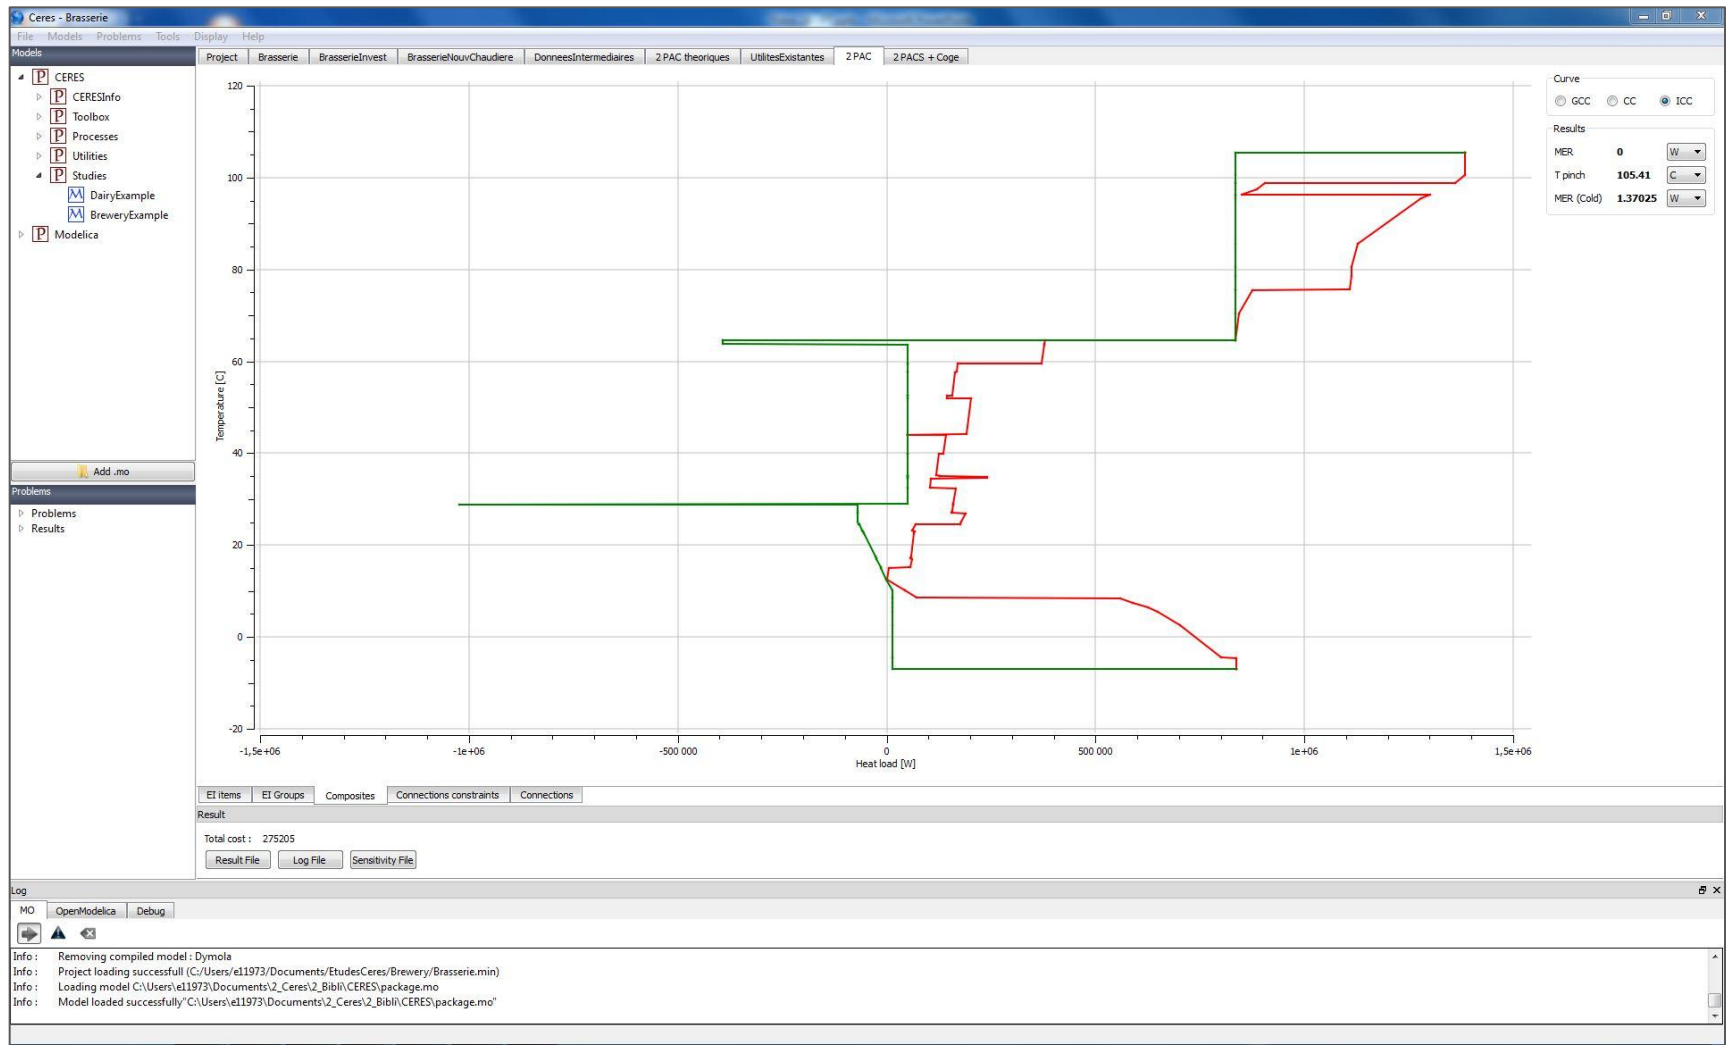 Ceres - Brasserie
File Models Problems Tools Display Help
Models
CERES
CERESInfo
Toolbox
Processes
Utilities
Studies
DairyExample
BreweryExample
Modelica
Add .mo
Problems
Problems
Results
Project Brasserie BrasserieInvest BrasserieNouvChaudiere DonneesIntermediaires 2 PAC theoriques UtilitesExistantes 2 PAC 2 PACS + Coge
120
100
80
60
40
20
0
-20
Temperature [C]
-1,5e+06 -1e+06 -500 000 0 500 000 1e+06 1,5e+06
Heat load [W]
Curve
GCC CC ICC
Results
MER 0 W
T pinch 105.41 C
MER (Cold) 1.37025 W
EI items EI Groups Composites Connections constraints Connections
Result
Total cost : 275205
Result File Log File Sensitivity File
Log
MO OpenModelica Debug
Info : Removing compiled model : Dymola
Info : Project loading successfull (C:/Users/e11973/Documents/EtudesCeres/Brewery/Brasserie.min)
Info : Loading model C:\Users\e11973\Documents\2_Ceres\2_Bibli\CERES\package.mo
Info : Model loaded successfully"C:\Users\e11973\Documents\2_Ceres\2_Bibli\CERES\package.mo"